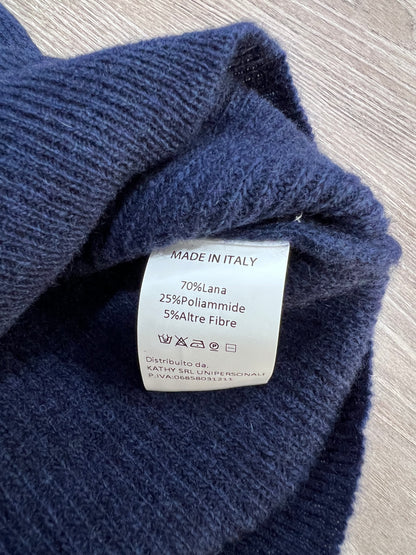 MADE IN ITALY
70%Lana
25%Poliammide
5%Altre Fibre
Distribuito da.
KATHY SRL UNIPERSONALE
P.IVA:06858031211